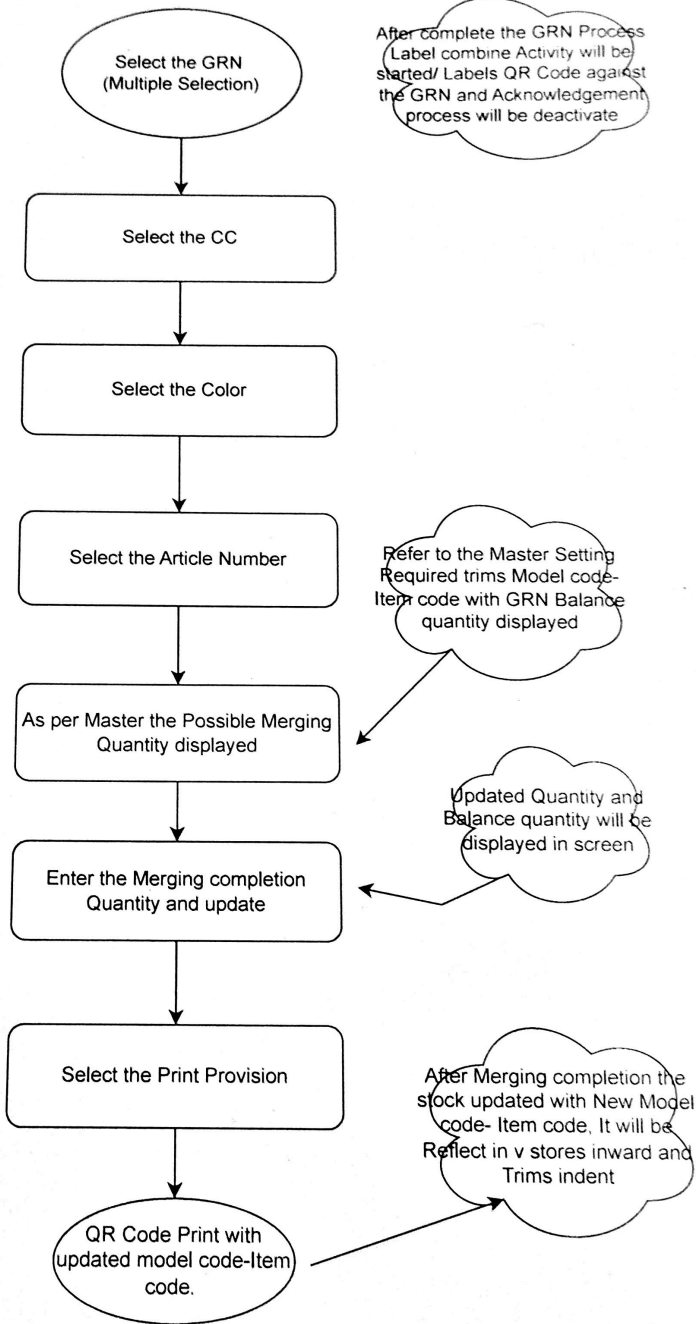 Select the GRN
(Multiple Selection)
After complete the GRN Process
Label combine Activity will be
started/ Labels QR Code against
the GRN and Acknowledgement
process will be deactivate
Select the CC
Select the Color
Select the Article Number
Refer to the Master Setting
Required trims Model code-
Item code with GRN Balance
quantity displayed
As per Master the Possible Merging
Quantity displayed
Updated Quantity and
Balance quantity will be
displayed in screen
Enter the Merging completion
Quantity and update
Select the Print Provision
After Merging completion the
stock updated with New Model
code- Item code, It will be
Reflect in v stores inward and
Trims indent
QR Code Print with
updated model code-Item
code.